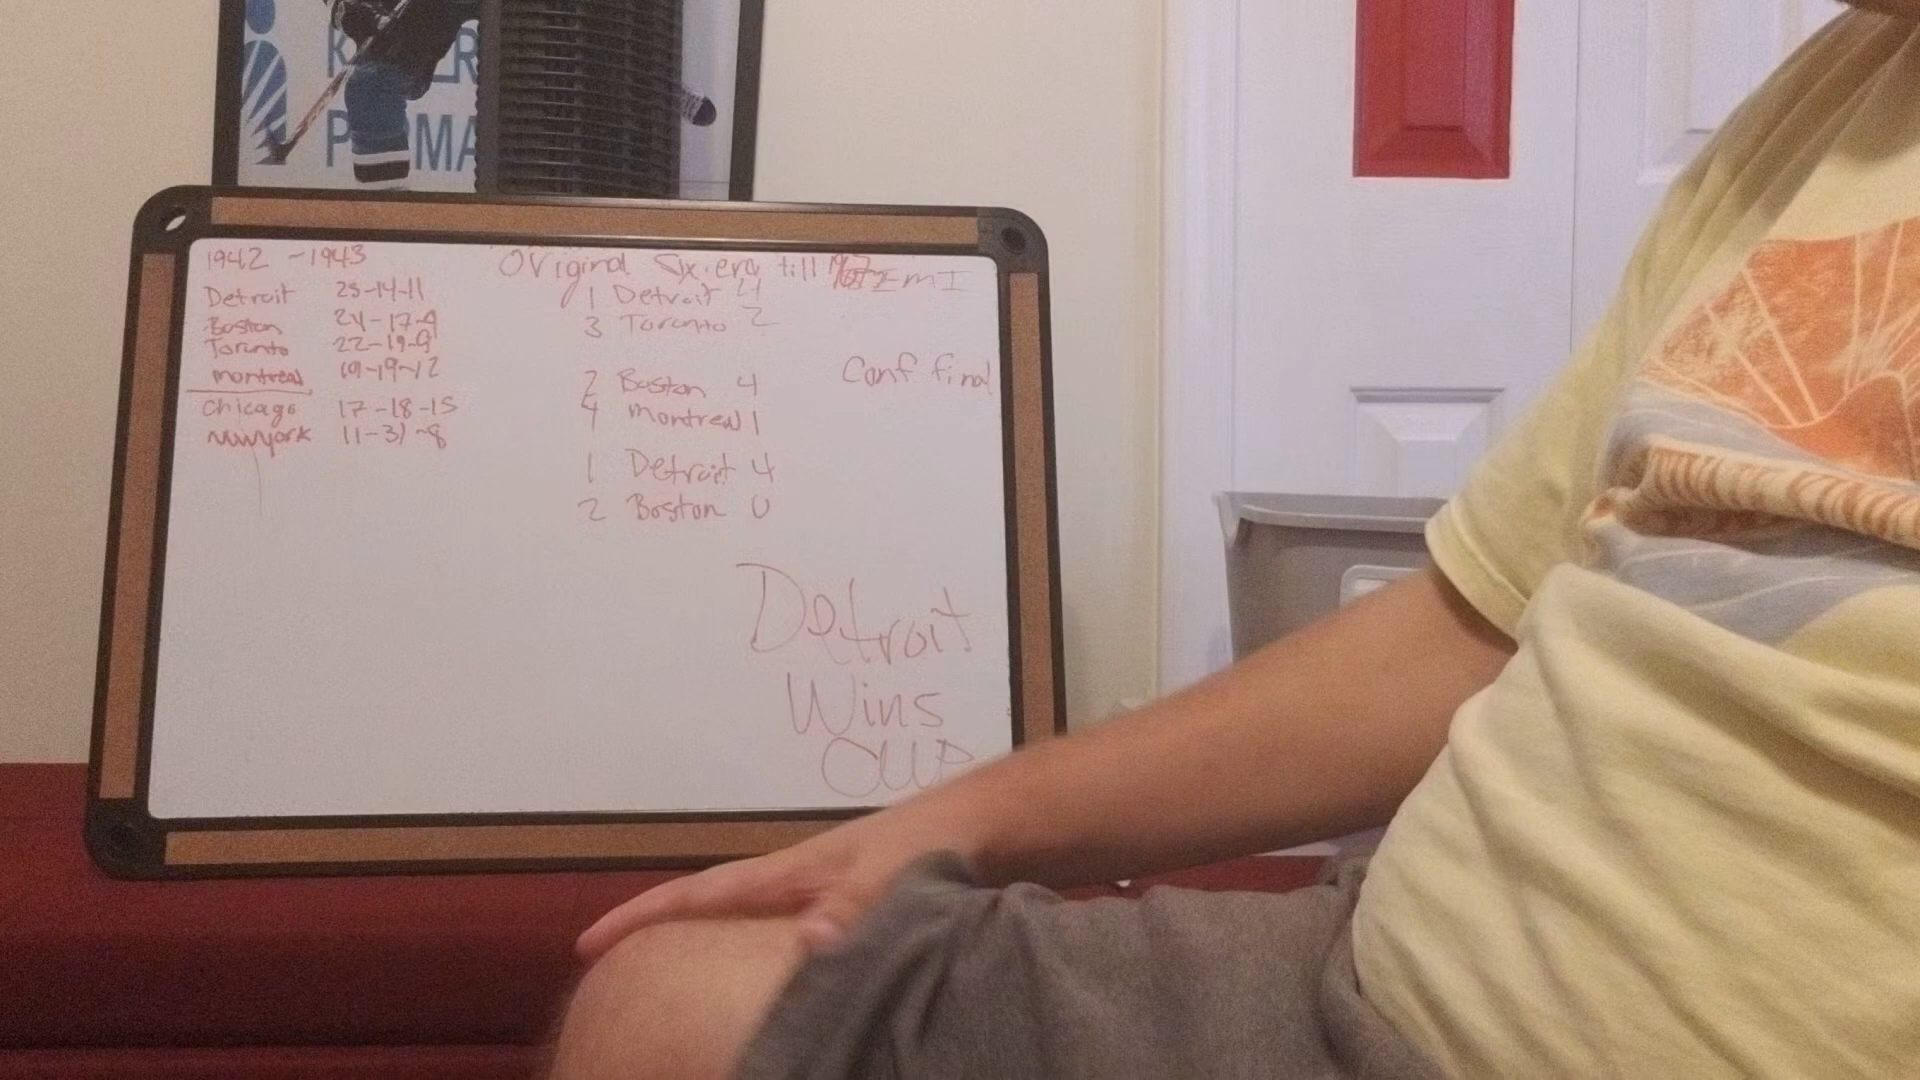 1942 - 1943
Detroit 25-14-11
Boston 24-17-9
Toronto 22-19-9
Montreal 19-19-12
Chicago 17-18-15
Newyork 11-31-8
Original Six era till 1967
1 Detroit 4
3 Toronto 2
2 Boston 4
4 Montreal 1
Conf final
1 Detroit 4
2 Boston 0
Detroit
Wins
CUP